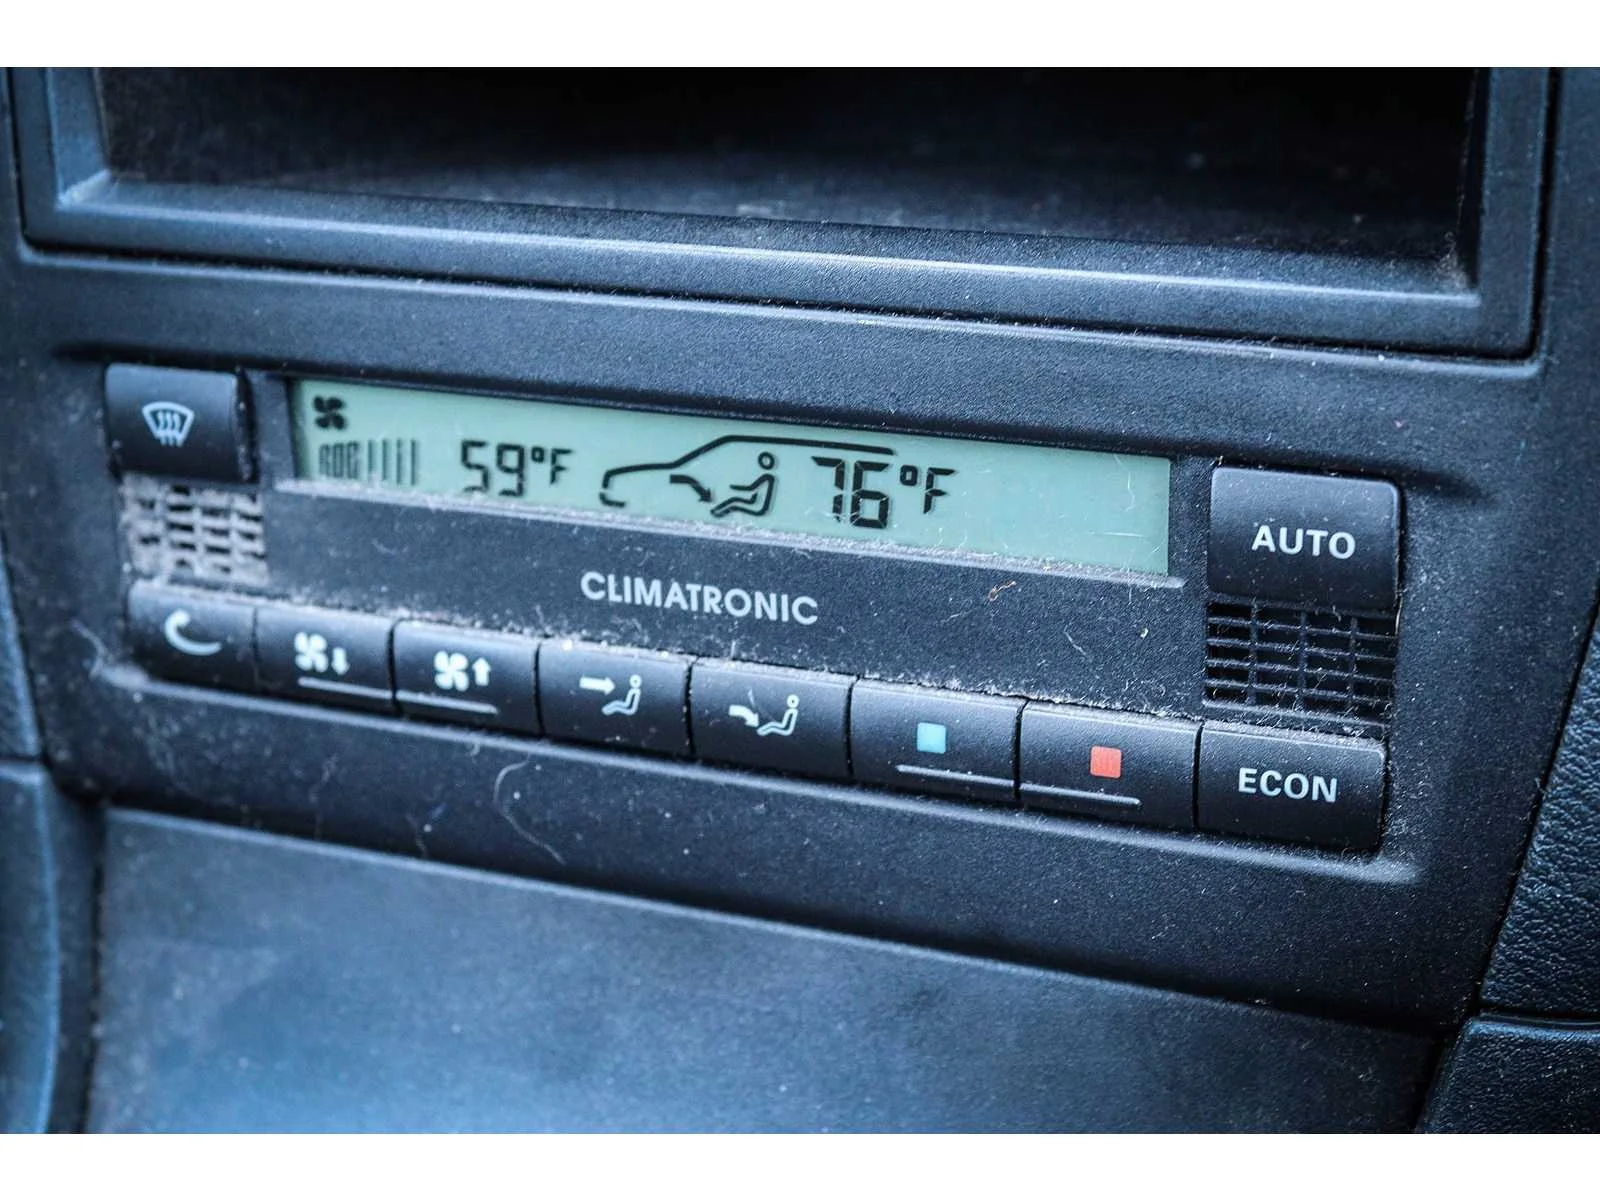 59°F 76°F
AUTO
CLIMATRONIC
ECON